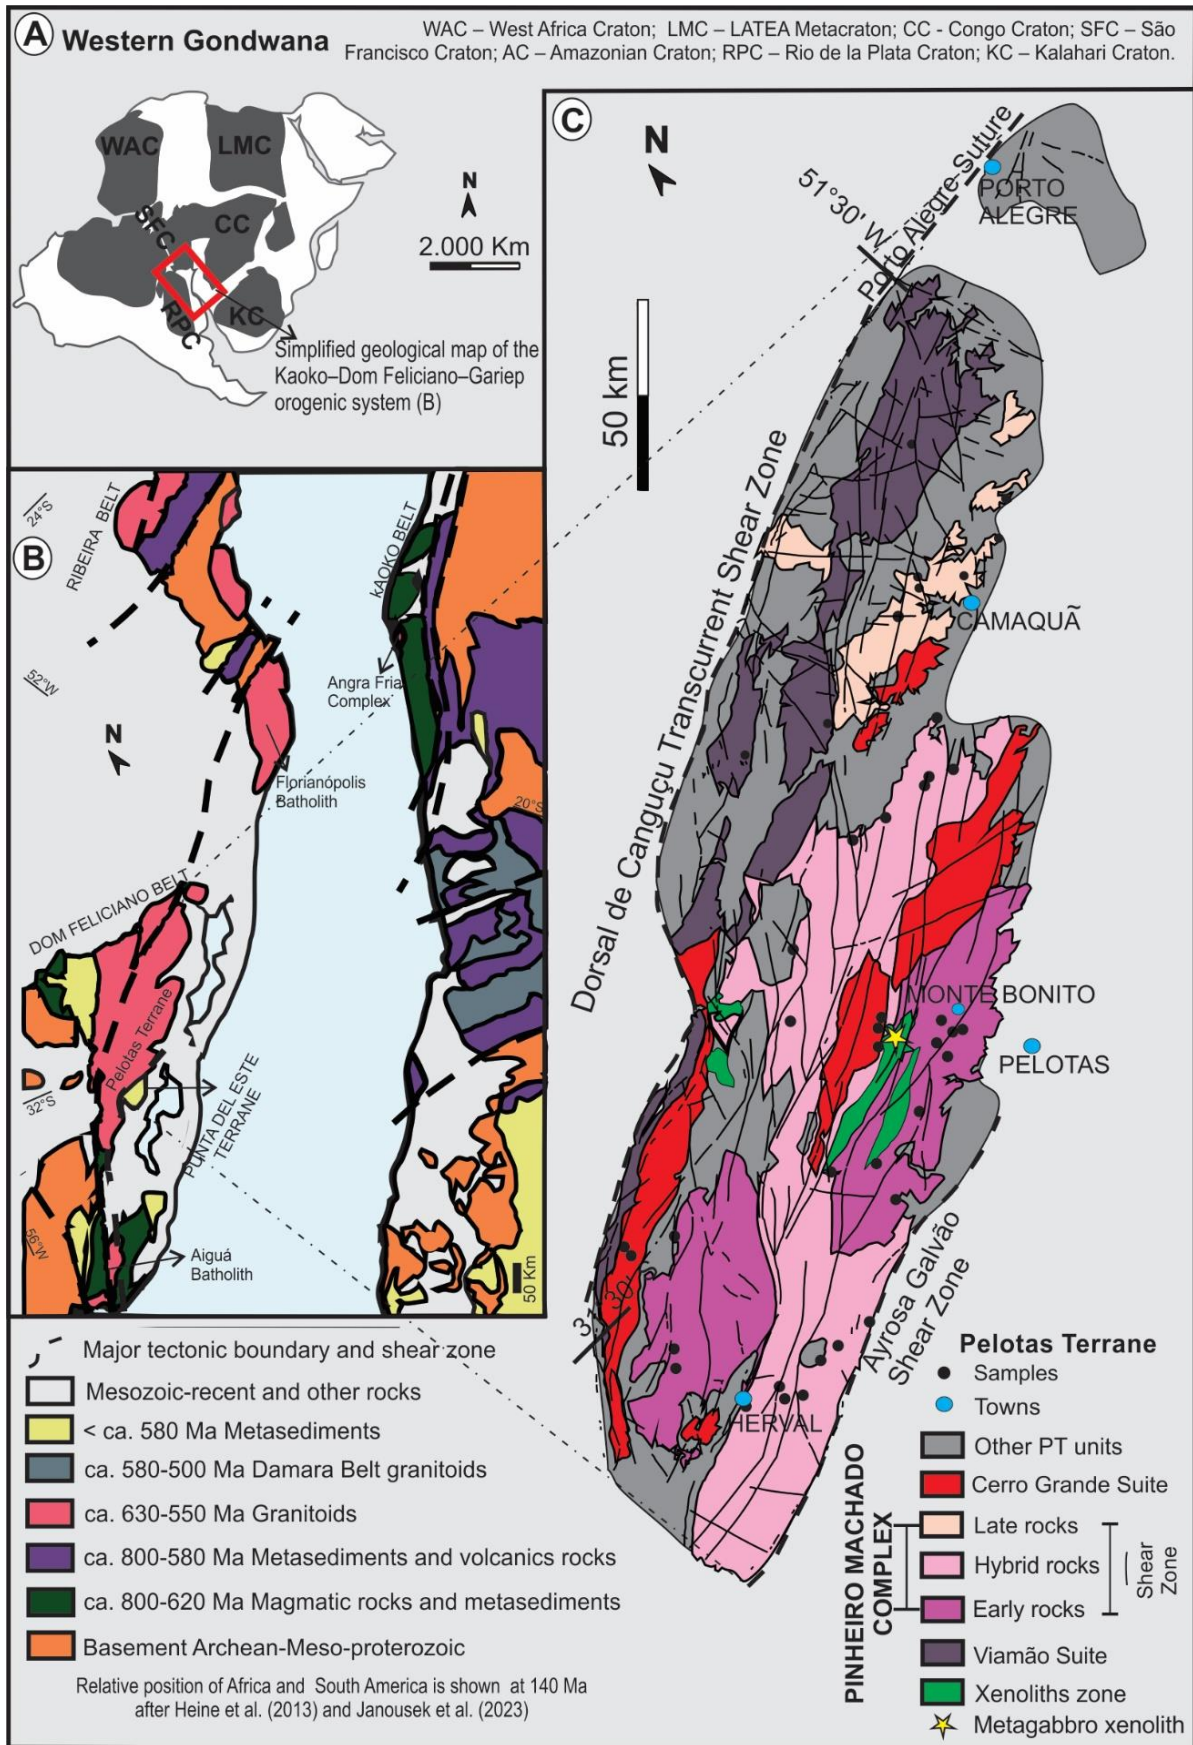 A Western Gondwana
WAC – West Africa Craton; LMC – LATEA Metacraton; CC - Congo Craton; SFC – São
Francisco Craton; AC – Amazonian Craton; RPC – Rio de la Plata Craton; KC – Kalahari Craton.
WAC
LMC
SFC
CC
RPC
KC
N
2.000 Km
Simplified geological map of the
Kaoko–Dom Feliciano–Gariep
orogenic system (B)
B
24°S
RIBEIRA BELT
kAOKO BELT
52°W
N
Angra Fria
Complex
Florianópolis
Batholith
20°S
DOM FELICIANO BELT
Pelotas Terrane
32°S
PUNTA DEL ESTE
TERRANE
56°W
Aiguá
Batholith
50 Km
Major tectonic boundary and shear zone
Mesozoic-recent and other rocks
< ca. 580 Ma Metasediments
ca. 580-500 Ma Damara Belt granitoids
ca. 630-550 Ma Granitoids
ca. 800-580 Ma Metasediments and volcanics rocks
ca. 800-620 Ma Magmatic rocks and metasediments
Basement Archean-Meso-proterozoic
Relative position of Africa and South America is shown at 140 Ma
after Heine et al. (2013) and Janousek et al. (2023)
C
N
51°30' W
Porto Alegre Suture
PORTO
ALEGRE
50 km
Dorsal de Canguçu Transcurrent Shear Zone
CAMAQUÃ
MONTE BONITO
PELOTAS
31 30'
HERVAL
Ayrosa Galvão
Shear Zone
Pelotas Terrane
Samples
Towns
Other PT units
Cerro Grande Suite
PINHEIRO MACHADO
COMPLEX
Late rocks
Hybrid rocks
Early rocks
Shear
Zone
Viamão Suite
Xenoliths zone
Metagabbro xenolith